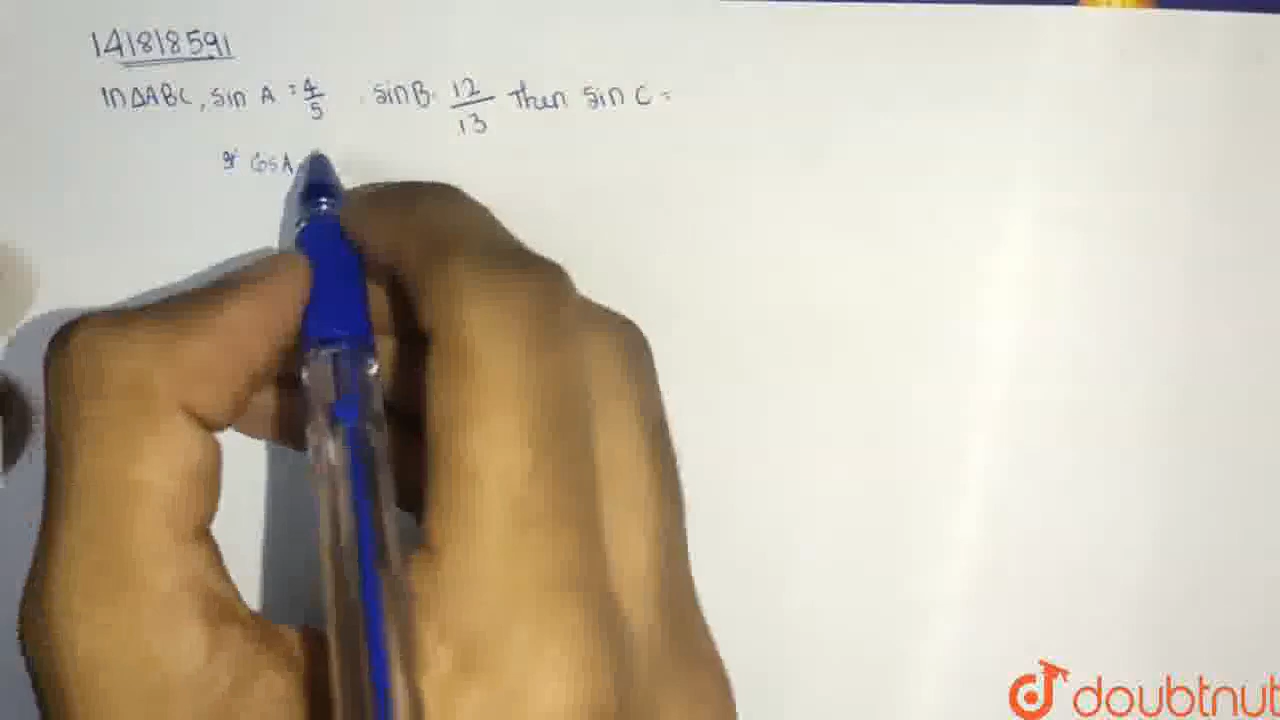 141818591
In ΔABC, sin A = 4/5 , sin B . 12/13 Then sin C =
cos A
doubtnut